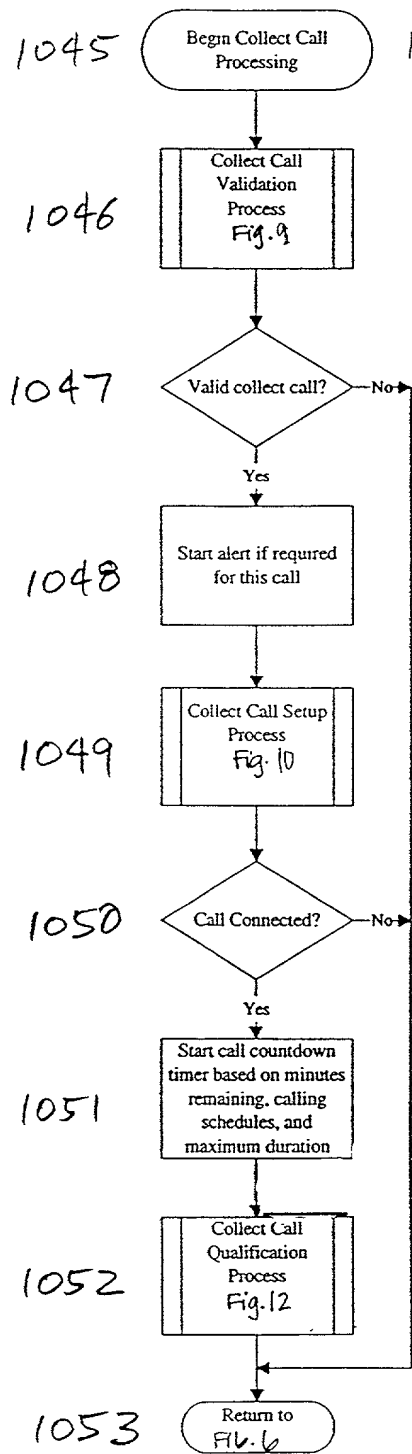 1045
Begin Collect Call
Processing
1046
Collect Call
Validation
Process
Fig. 9
1047
Valid collect call?
No
Yes
1048
Start alert if required
for this call
1049
Collect Call Setup
Process
Fig. 10
1050
Call Connected?
No
Yes
1051
Start call countdown
timer based on minutes
remaining, calling
schedules, and
maximum duration
1052
Collect Call
Qualification
Process
Fig. 12
1053
Return to
FIG. 6